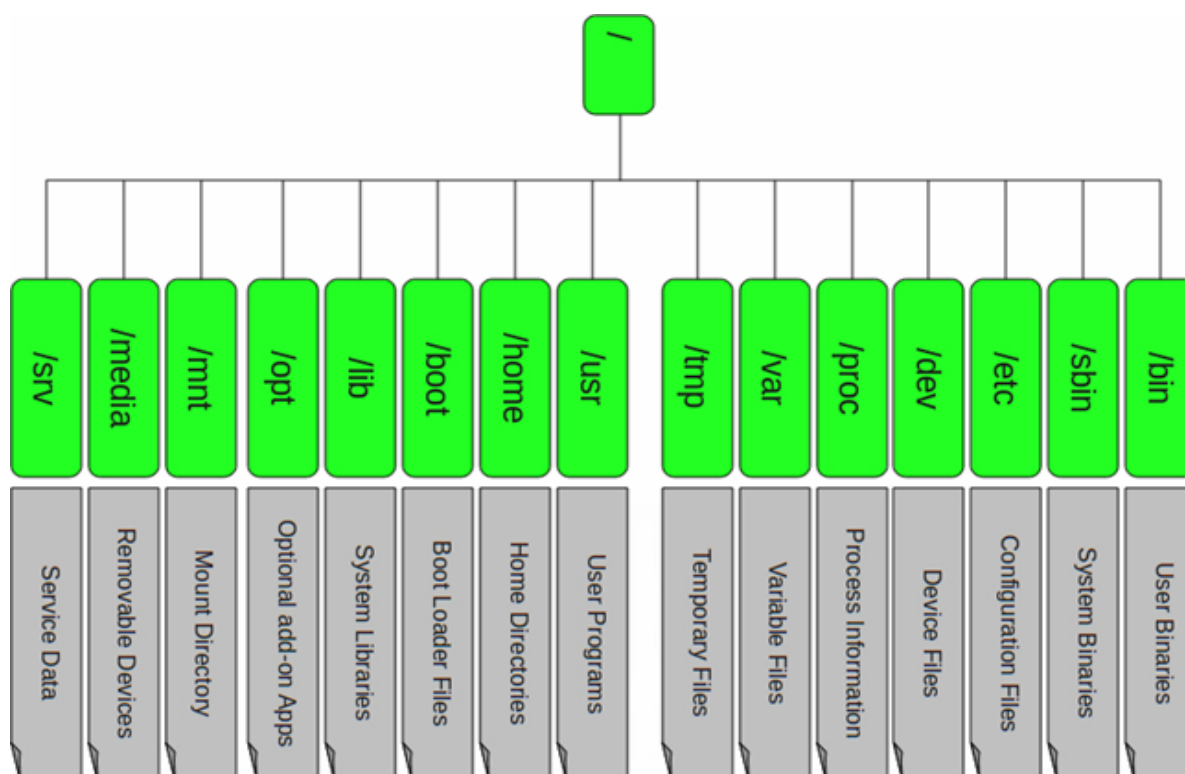 /
/bin User Binaries
/sbin System Binaries
/etc Configuration Files
/dev Device Files
/proc Process Information
/var Variable Files
/tmp Temporary Files
/usr User Programs
/home Home Directories
/boot Boot Loader Files
/lib System Libraries
/opt Optional add-on Apps
/mnt Mount Directory
/media Removable Devices
/srv Service Data